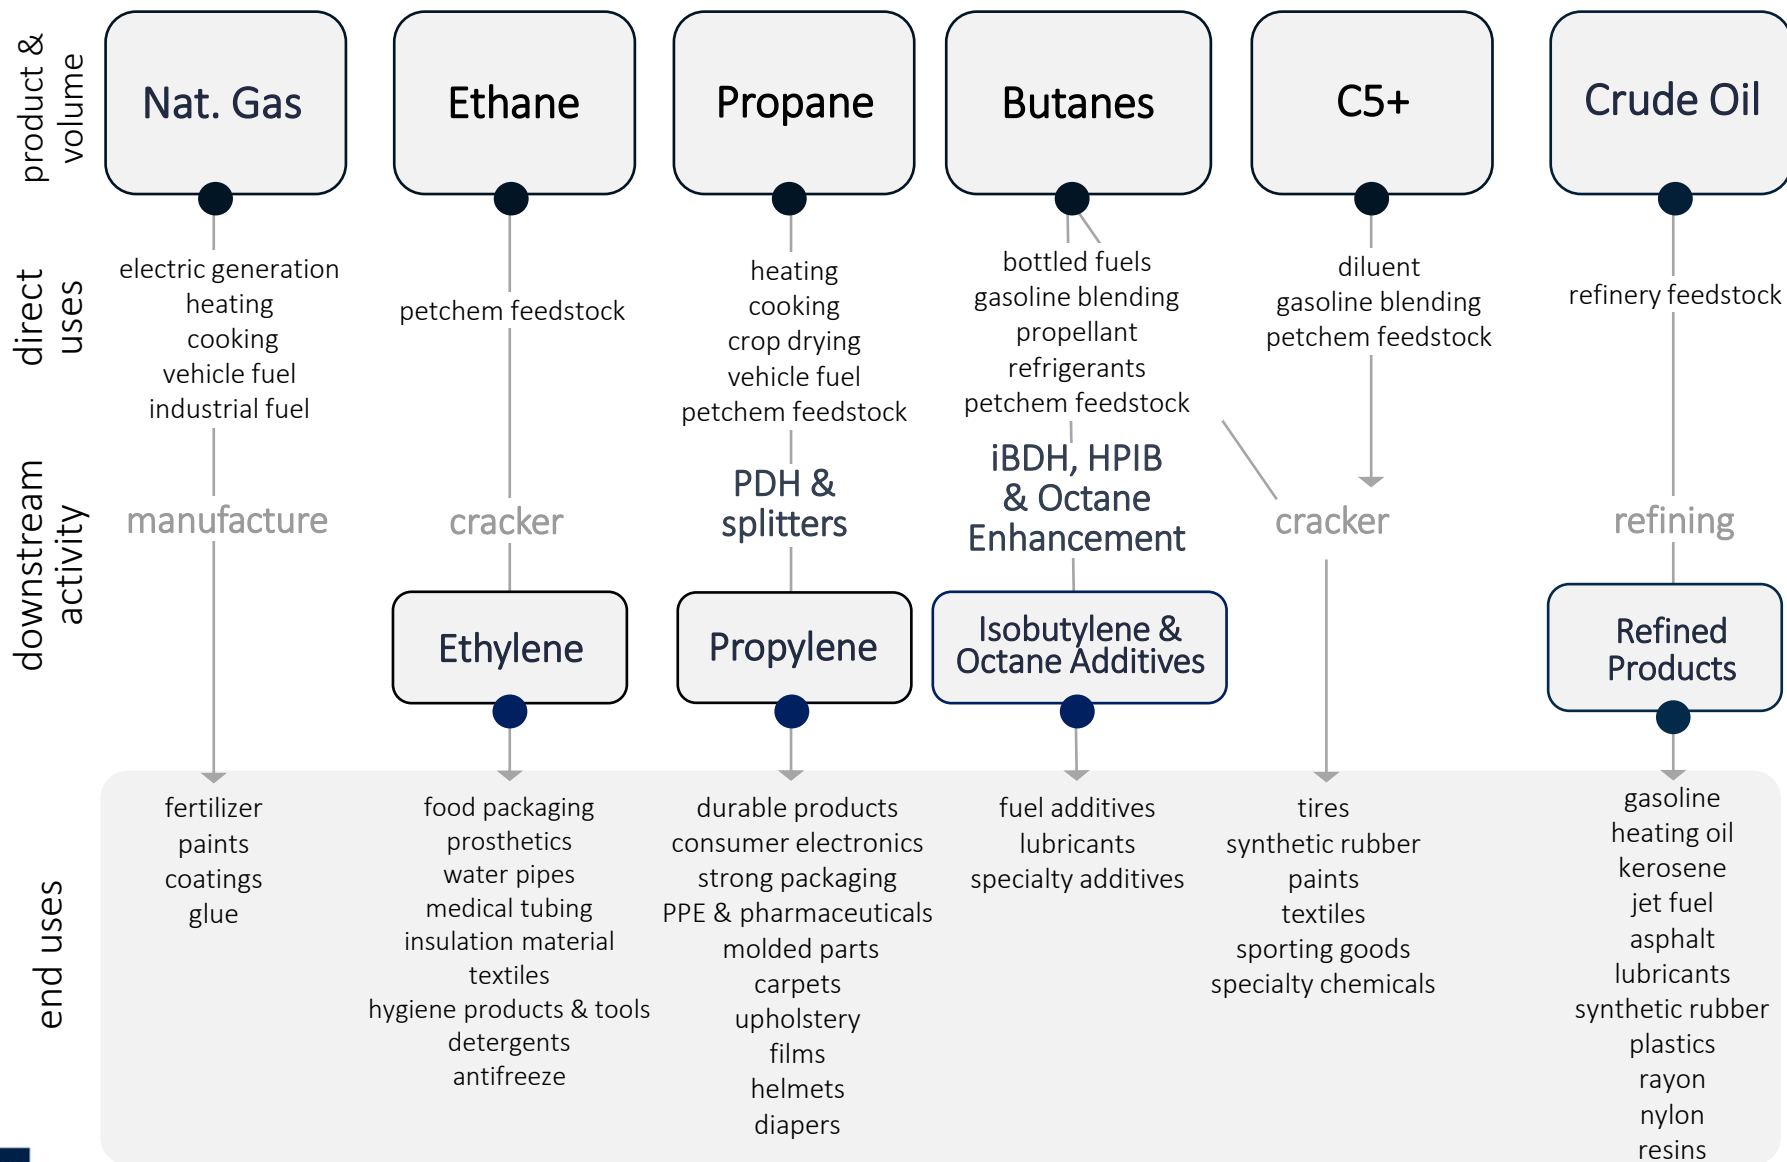 product &
volume
Nat. Gas
Ethane
Propane
Butanes
C5+
Crude Oil
direct
uses
electric generation
heating
cooking
vehicle fuel
industrial fuel
petchem feedstock
heating
cooking
crop drying
vehicle fuel
petchem feedstock
bottled fuels
gasoline blending
propellant
refrigerants
petchem feedstock
diluent
gasoline blending
petchem feedstock
refinery feedstock
downstream
activity
manufacture
cracker
PDH &
splitters
iBDH, HPIB
& Octane
Enhancement
cracker
refining
Ethylene
Propylene
Isobutylene &
Octane Additives
Refined
Products
end uses
fertilizer
paints
coatings
glue
food packaging
prosthetics
water pipes
medical tubing
insulation material
textiles
hygiene products & tools
detergents
antifreeze
durable products
consumer electronics
strong packaging
PPE & pharmaceuticals
molded parts
carpets
upholstery
films
helmets
diapers
fuel additives
lubricants
specialty additives
tires
synthetic rubber
paints
textiles
sporting goods
specialty chemicals
gasoline
heating oil
kerosene
jet fuel
asphalt
lubricants
synthetic rubber
plastics
rayon
nylon
resins